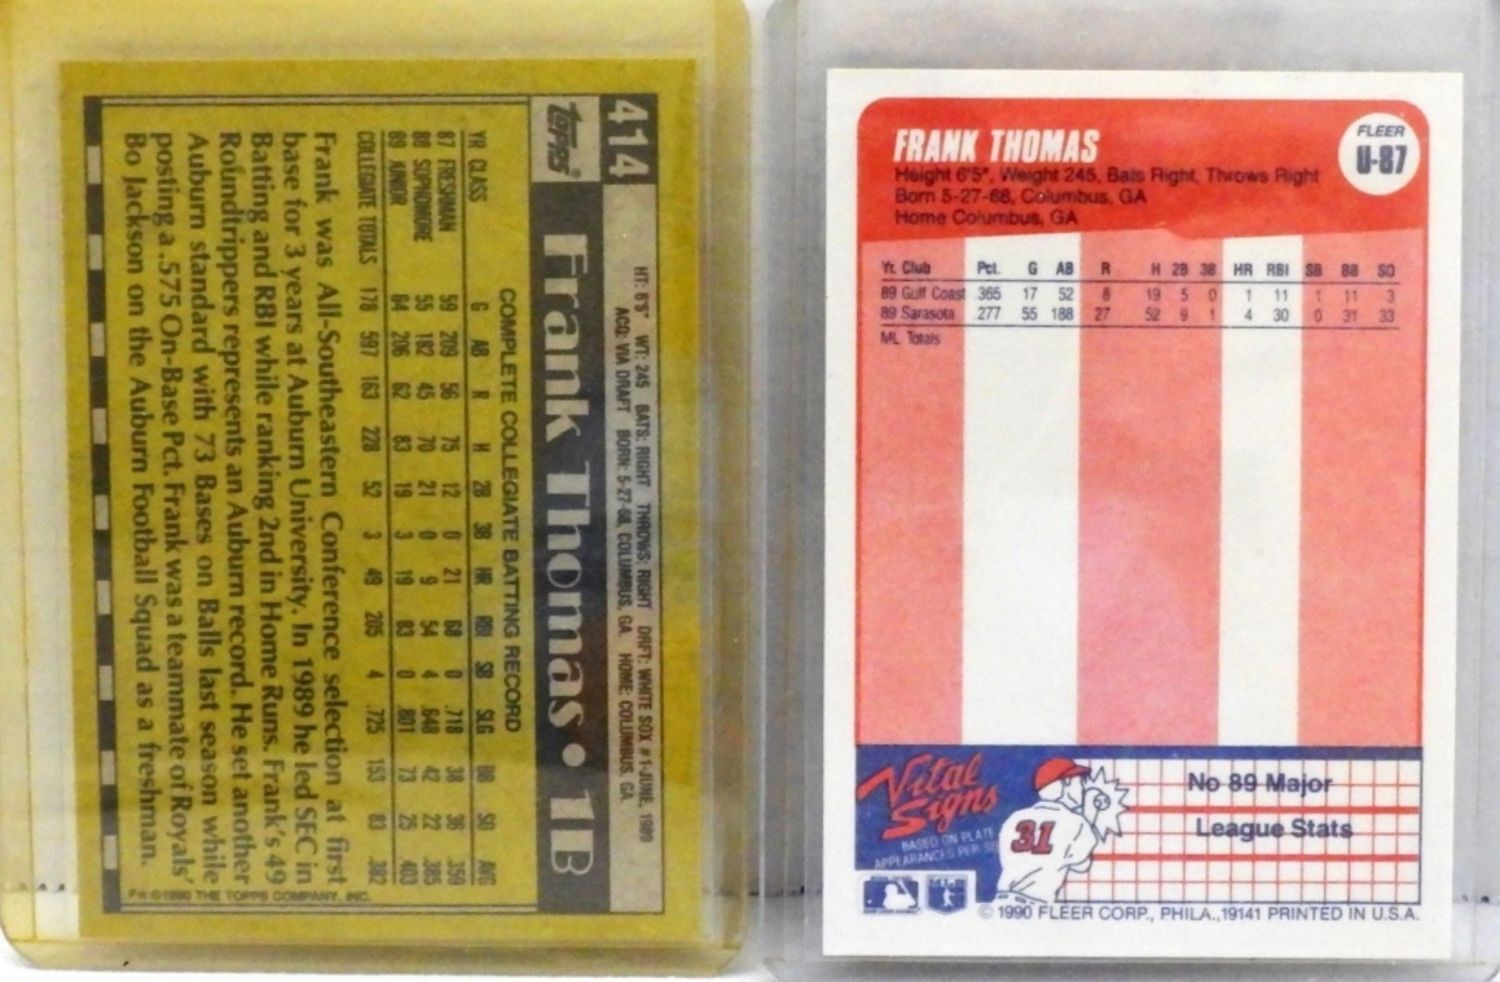 414
Topps
Frank Thomas • 1B
HT: 6'5" WT: 245 BATS: RIGHT THROWS: RIGHT DRFT: WHITE SOX #1-JUNE, 1989
ACQ: VIA DRAFT BORN: 5-27-68, COLUMBUS, GA HOME: COLUMBUS, GA
COMPLETE COLLEGIATE BATTING RECORD
YR CLASS G AB R H 2B 3B HR RBI SB SLG BB SO AVG
87 FRESHMAN 59 209 56 75 12 0 21 68 0 .718 38 36 .359
88 SOPHOMORE 55 182 45 70 21 0 9 54 4 .648 42 22 .385
89 JUNIOR 64 206 62 83 19 3 19 83 0 .801 73 25 .403
COLLEGIATE TOTALS 178 597 163 228 52 3 49 205 4 .725 153 83 .382
Frank was All-Southeastern Conference selection at first
base for 3 years at Auburn University. In 1989 he led SEC in
Batting and RBI while ranking 2nd in Home Runs. Frank's 49
Roundtrippers represents an Auburn record. He set another
Auburn standard with 73 Bases on Balls last season while
posting a .575 On-Base Pct. Frank was a teammate of Royals'
Bo Jackson on the Auburn Football Squad as a freshman.
F* ©1990 THE TOPPS COMPANY, INC.
FRANK THOMAS
FLEER
U-87
Height 6'5", Weight 245, Bats Right, Throws Right
Born 5-27-68, Columbus, GA
Home Columbus, GA
Yr. Club Pct. G AB R H 2B 3B HR RBI SB BB SO
89 Gulf Coast .365 17 52 8 19 5 0 1 11 1 11 3
89 Sarasota .277 55 188 27 52 9 1 4 30 0 31 33
ML Totals
Vital
Signs
BASED ON PLATE
APPEARANCES PER SE
31
No 89 Major
League Stats
© 1990 FLEER CORP., PHILA., 19141 PRINTED IN U.S.A.